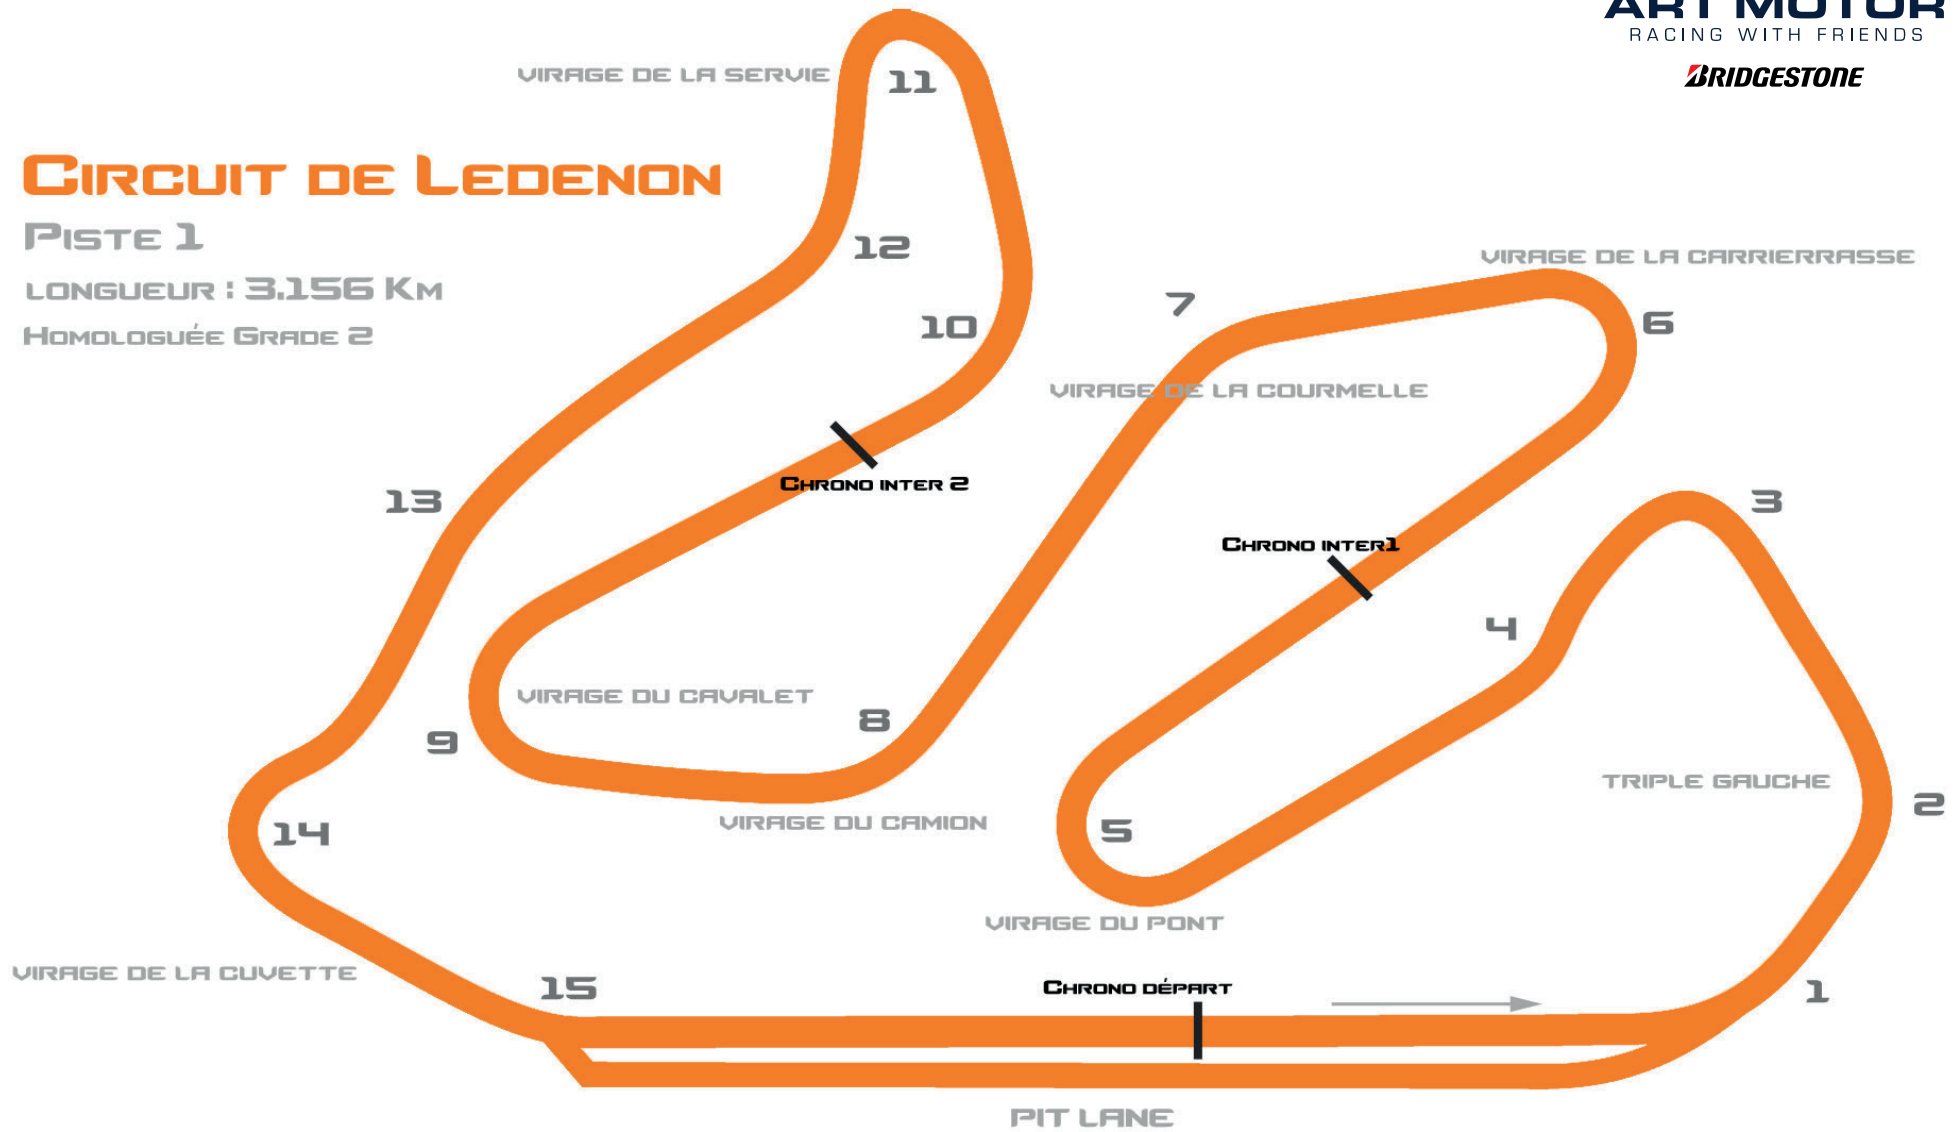 ART MOTOR
RACING WITH FRIENDS
BRIDGESTONE
VIRAGE DE LA SERVIE
11
CIRCUIT DE LEDENON
PISTE 1
LONGUEUR : 3.156 KM
HOMOLOGUÉE GRADE 2
12
10
VIRAGE DE LA CARRIERRASSE
7
6
VIRAGE DE LA COURMELLE
CHRONO INTER 2
13
3
CHRONO INTER1
4
VIRAGE DU CAVALET
8
9
TRIPLE GAUCHE
2
VIRAGE DU CAMION
14
5
VIRAGE DU PONT
VIRAGE DE LA CUVETTE
15
CHRONO DÉPART
1
PIT LANE